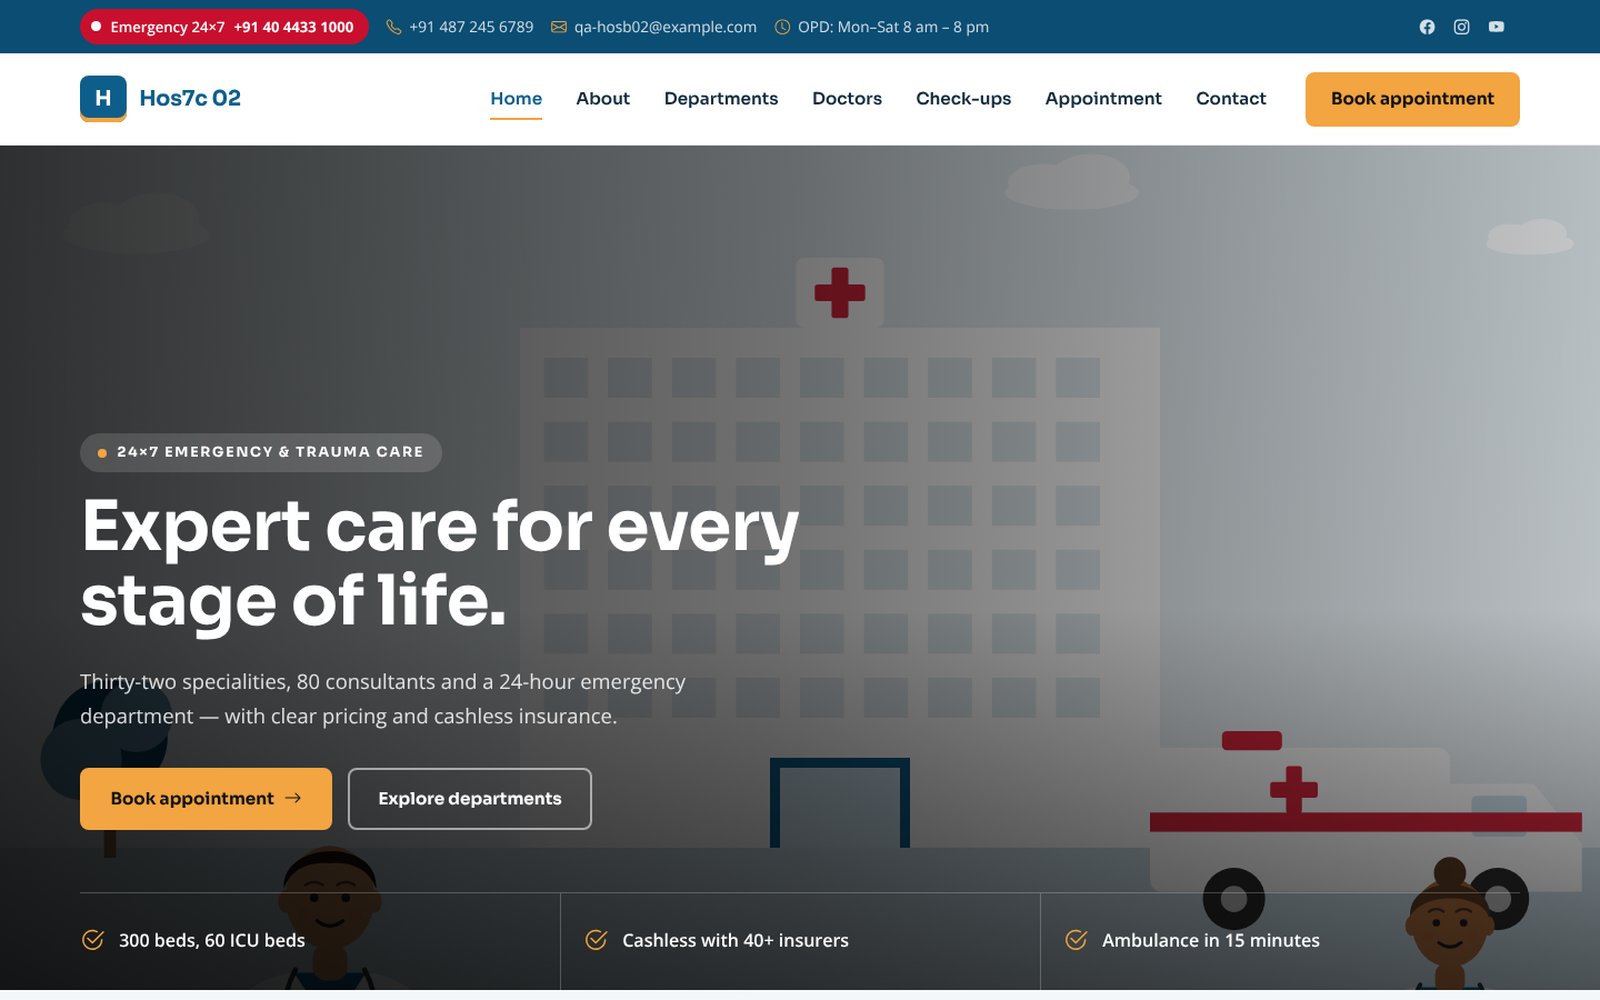 Emergency 24×7 +91 40 4433 1000
+91 487 245 6789
qa-hosb02@example.com
OPD: Mon–Sat 8 am – 8 pm
H
Hos7c 02
Home
About
Departments
Doctors
Check-ups
Appointment
Contact
Book appointment
24×7 EMERGENCY & TRAUMA CARE
Expert care for every
stage of life.
Thirty-two specialities, 80 consultants and a 24-hour emergency
department — with clear pricing and cashless insurance.
Book appointment →
Explore departments
300 beds, 60 ICU beds
Cashless with 40+ insurers
Ambulance in 15 minutes